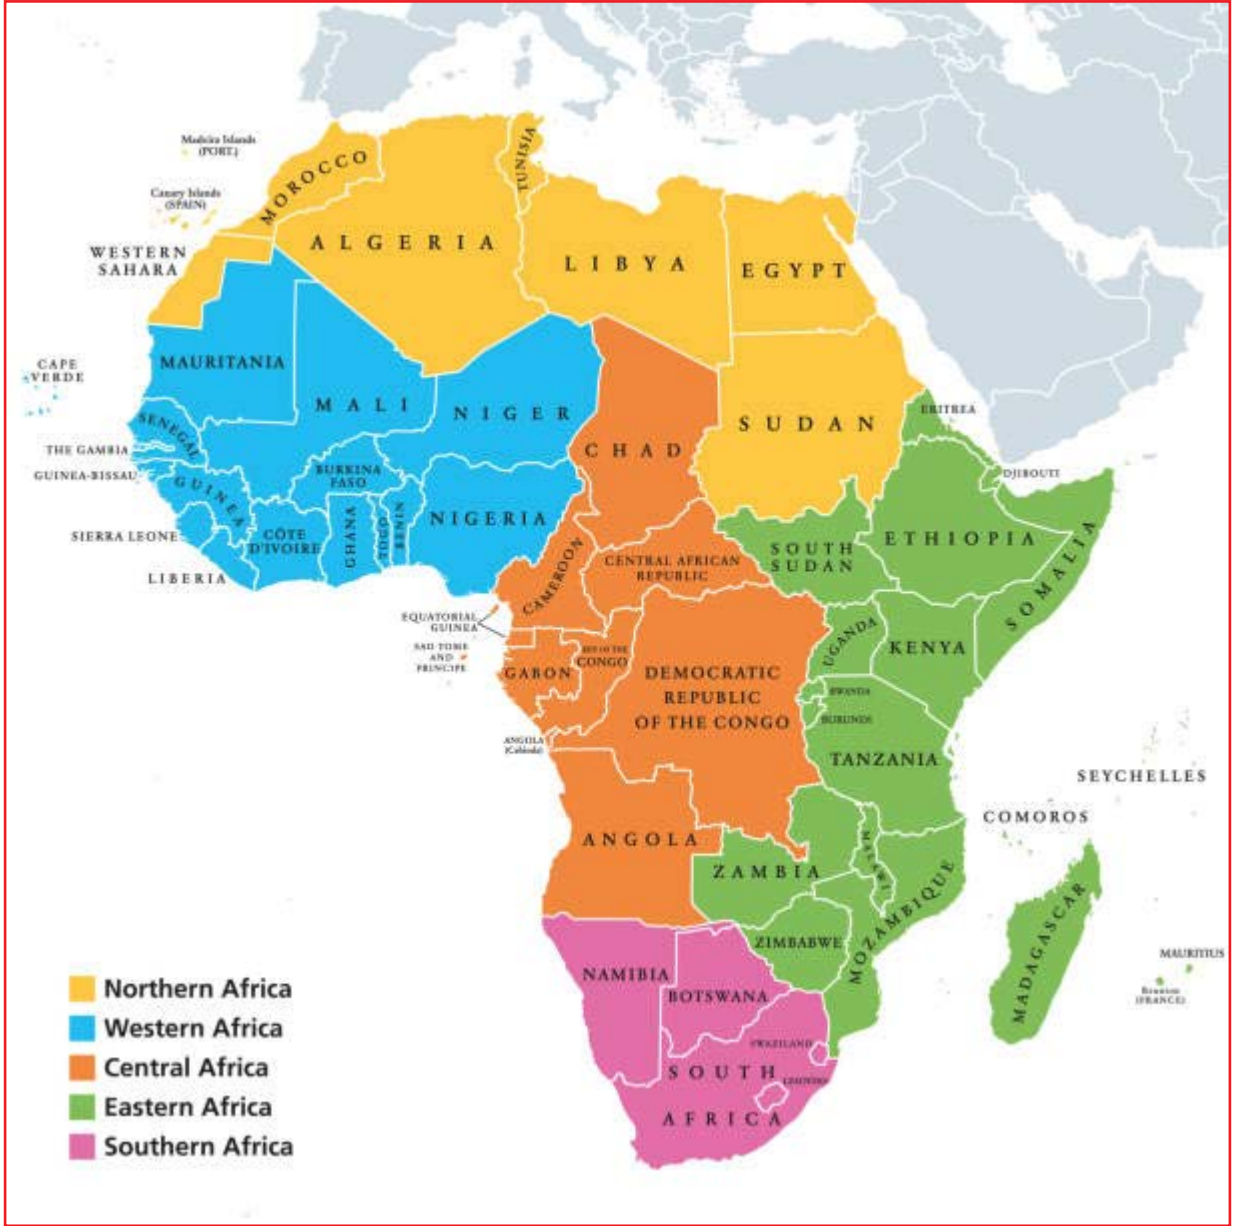 Madeira Islands
(PORT.)
Canary Islands
(SPAIN)
MOROCCO
TUNISIA
ALGERIA
LIBYA
EGYPT
WESTERN
SAHARA
CAPE
VERDE
MAURITANIA
MALI
NIGER
CHAD
SUDAN
ERITREA
DJIBOUTI
SENEGAL
THE GAMBIA
GUINEA-BISSAU
GUINEA
SIERRA LEONE
LIBERIA
CÔTE
D'IVOIRE
BURKINA
FASO
GHANA
TOGO
BENIN
NIGERIA
CAMEROON
CENTRAL AFRICAN
REPUBLIC
SOUTH
SUDAN
ETHIOPIA
SOMALIA
EQUATORIAL
GUINEA
SAO TOME
AND
PRINCIPE
GABON
REP. OF THE
CONGO
DEMOCRATIC
REPUBLIC
OF THE CONGO
UGANDA
KENYA
RWANDA
BURUNDI
TANZANIA
ANGOLA
(Cabinda)
SEYCHELLES
COMOROS
ANGOLA
ZAMBIA
MALAWI
MOZAMBIQUE
ZIMBABWE
MADAGASCAR
MAURITIUS
Reunion
(FRANCE)
NAMIBIA
BOTSWANA
SWAZILAND
LESOTHO
SOUTH
AFRICA
Northern Africa
Western Africa
Central Africa
Eastern Africa
Southern Africa